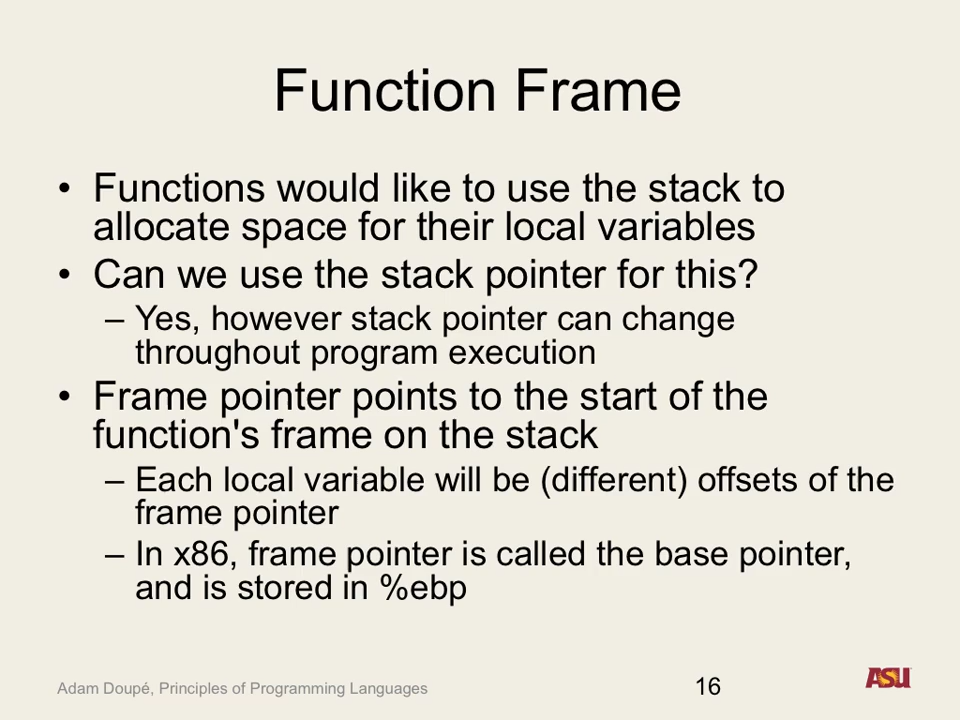 Function Frame
• Functions would like to use the stack to
allocate space for their local variables
• Can we use the stack pointer for this?
– Yes, however stack pointer can change
throughout program execution
• Frame pointer points to the start of the
function's frame on the stack
– Each local variable will be (different) offsets of the
frame pointer
– In x86, frame pointer is called the base pointer,
and is stored in %ebp
Adam Doupé, Principles of Programming Languages
16
ASU